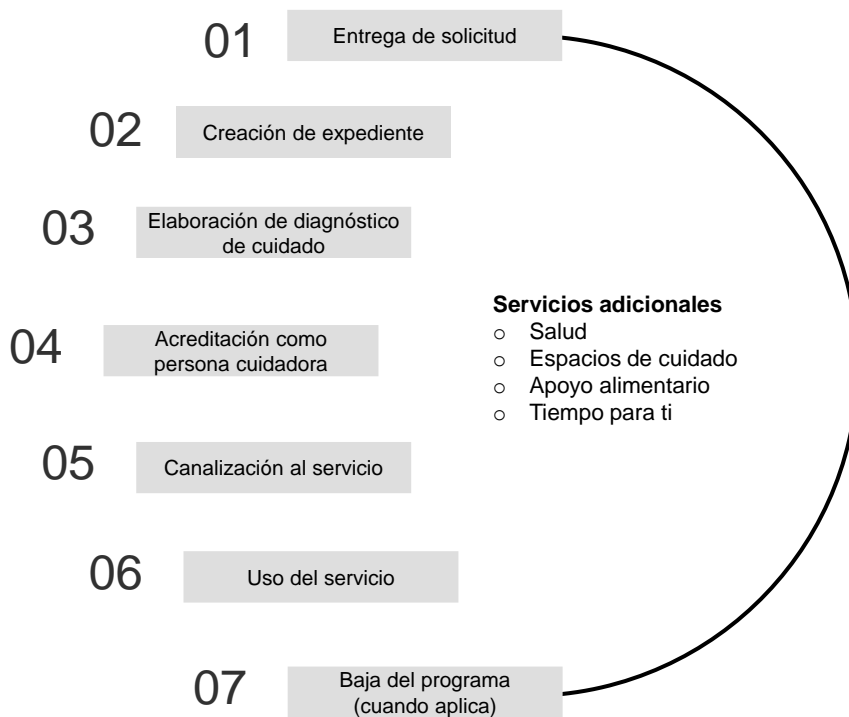 01
Entrega de solicitud
02
Creación de expediente
03
Elaboración de diagnóstico
de cuidado
04
Acreditación como
persona cuidadora
05
Canalización al servicio
06
Uso del servicio
07
Baja del programa
(cuando aplica)
Servicios adicionales
o Salud
o Espacios de cuidado
o Apoyo alimentario
o Tiempo para ti